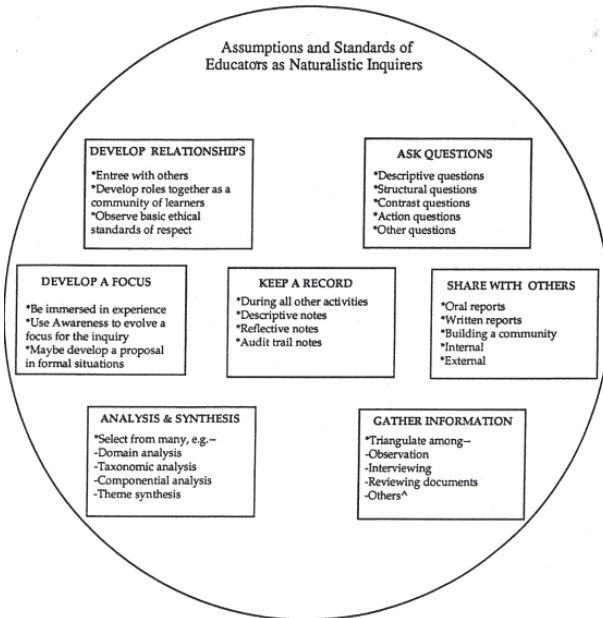 Assumptions and Standards of
Educators as Naturalistic Inquirers
DEVELOP RELATIONSHIPS
*Entree with others
*Develop roles together as a
community of learners
*Observe basic ethical
standards of respect
ASK QUESTIONS
*Descriptive questions
*Structural questions
*Contrast questions
*Action questions
*Other questions
DEVELOP A FOCUS
*Be immersed in experience
*Use Awareness to evolve a
focus for the inquiry
*Maybe develop a proposal
in formal situations
KEEP A RECORD
*During all other activities
*Descriptive notes
*Reflective notes
*Audit trail notes
SHARE WITH OTHERS
*Oral reports
*Written reports
*Building a community
*Internal
*External
ANALYSIS & SYNTHESIS
*Select from many, e.g.--
-Domain analysis
-Taxonomic analysis
-Componential analysis
-Theme synthesis
GATHER INFORMATION
*Triangulate among--
-Observation
-Interviewing
-Reviewing documents
-Others^